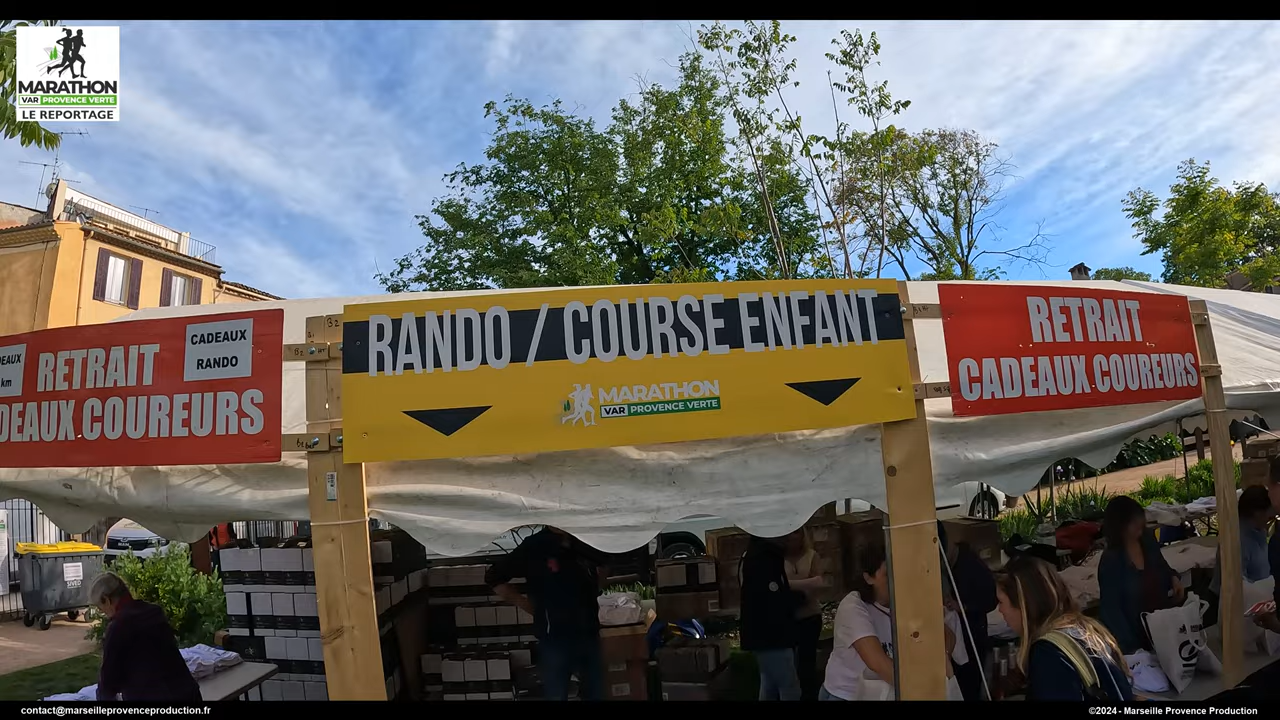 MARATHON
VAR PROVENCE VERTE
LE REPORTAGE
RETRAIT
CADEAUX
RANDO
km
DEAUX COUREURS
RANDO / COURSE ENFANT
MARATHON
VAR PROVENCE VERTE
RETRAIT
CADEAUX COUREURS
contact@marseilleprovenceproduction.fr
©2024 - Marseille Provence Production